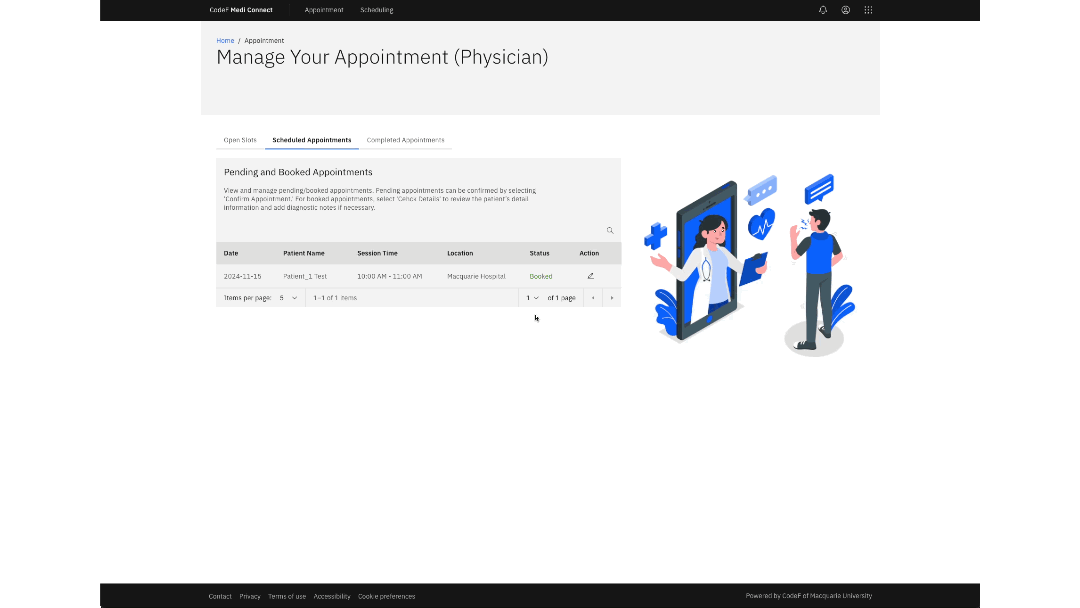 CodeF Medi Connect Appointment Scheduling
Home / Appointment
Manage Your Appointment (Physician)
Open Slots Scheduled Appointments Completed Appointments
Pending and Booked Appointments
View and manage pending/booked appointments. Pending appointments can be confirmed by selecting
'Confirm Appointment.' For booked appointments, select 'Cehck Details' to review the patient's detail
information and add diagnostic notes if necessary.
Date Patient Name Session Time Location Status Action
2024-11-15 Patient_1 Test 10:00 AM - 11:00 AM Macquarie Hospital Booked
Items per page: 5 1–1 of 1 items 1 of 1 page
Contact Privacy Terms of use Accessibility Cookie preferences Powered by CodeF of Macquarie University